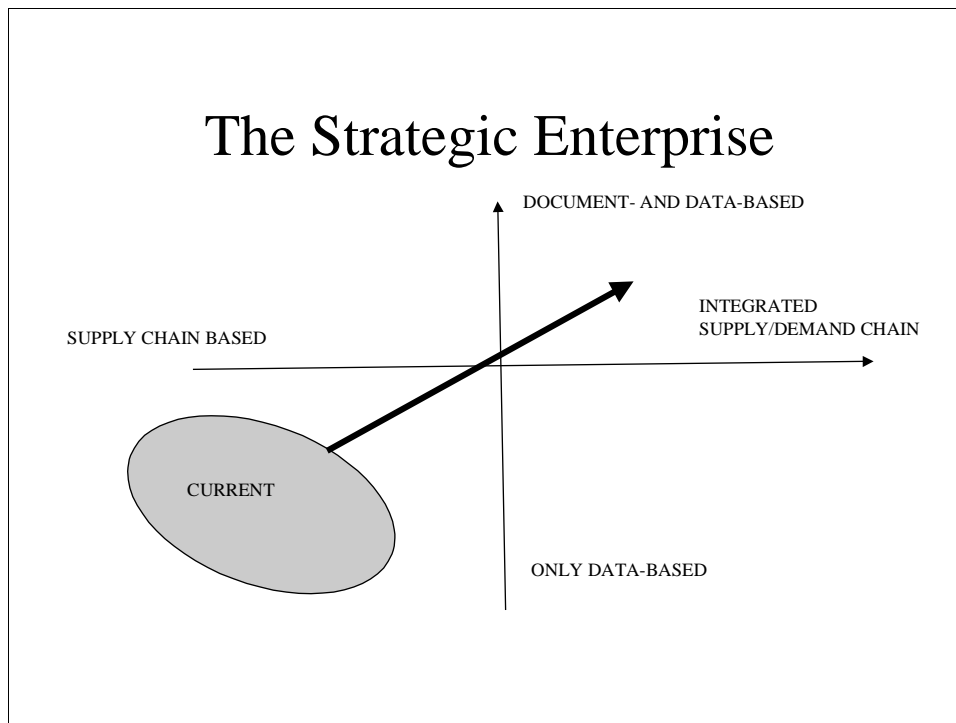 The Strategic Enterprise
DOCUMENT- AND DATA-BASED
INTEGRATED
SUPPLY/DEMAND CHAIN
SUPPLY CHAIN BASED
CURRENT
ONLY DATA-BASED